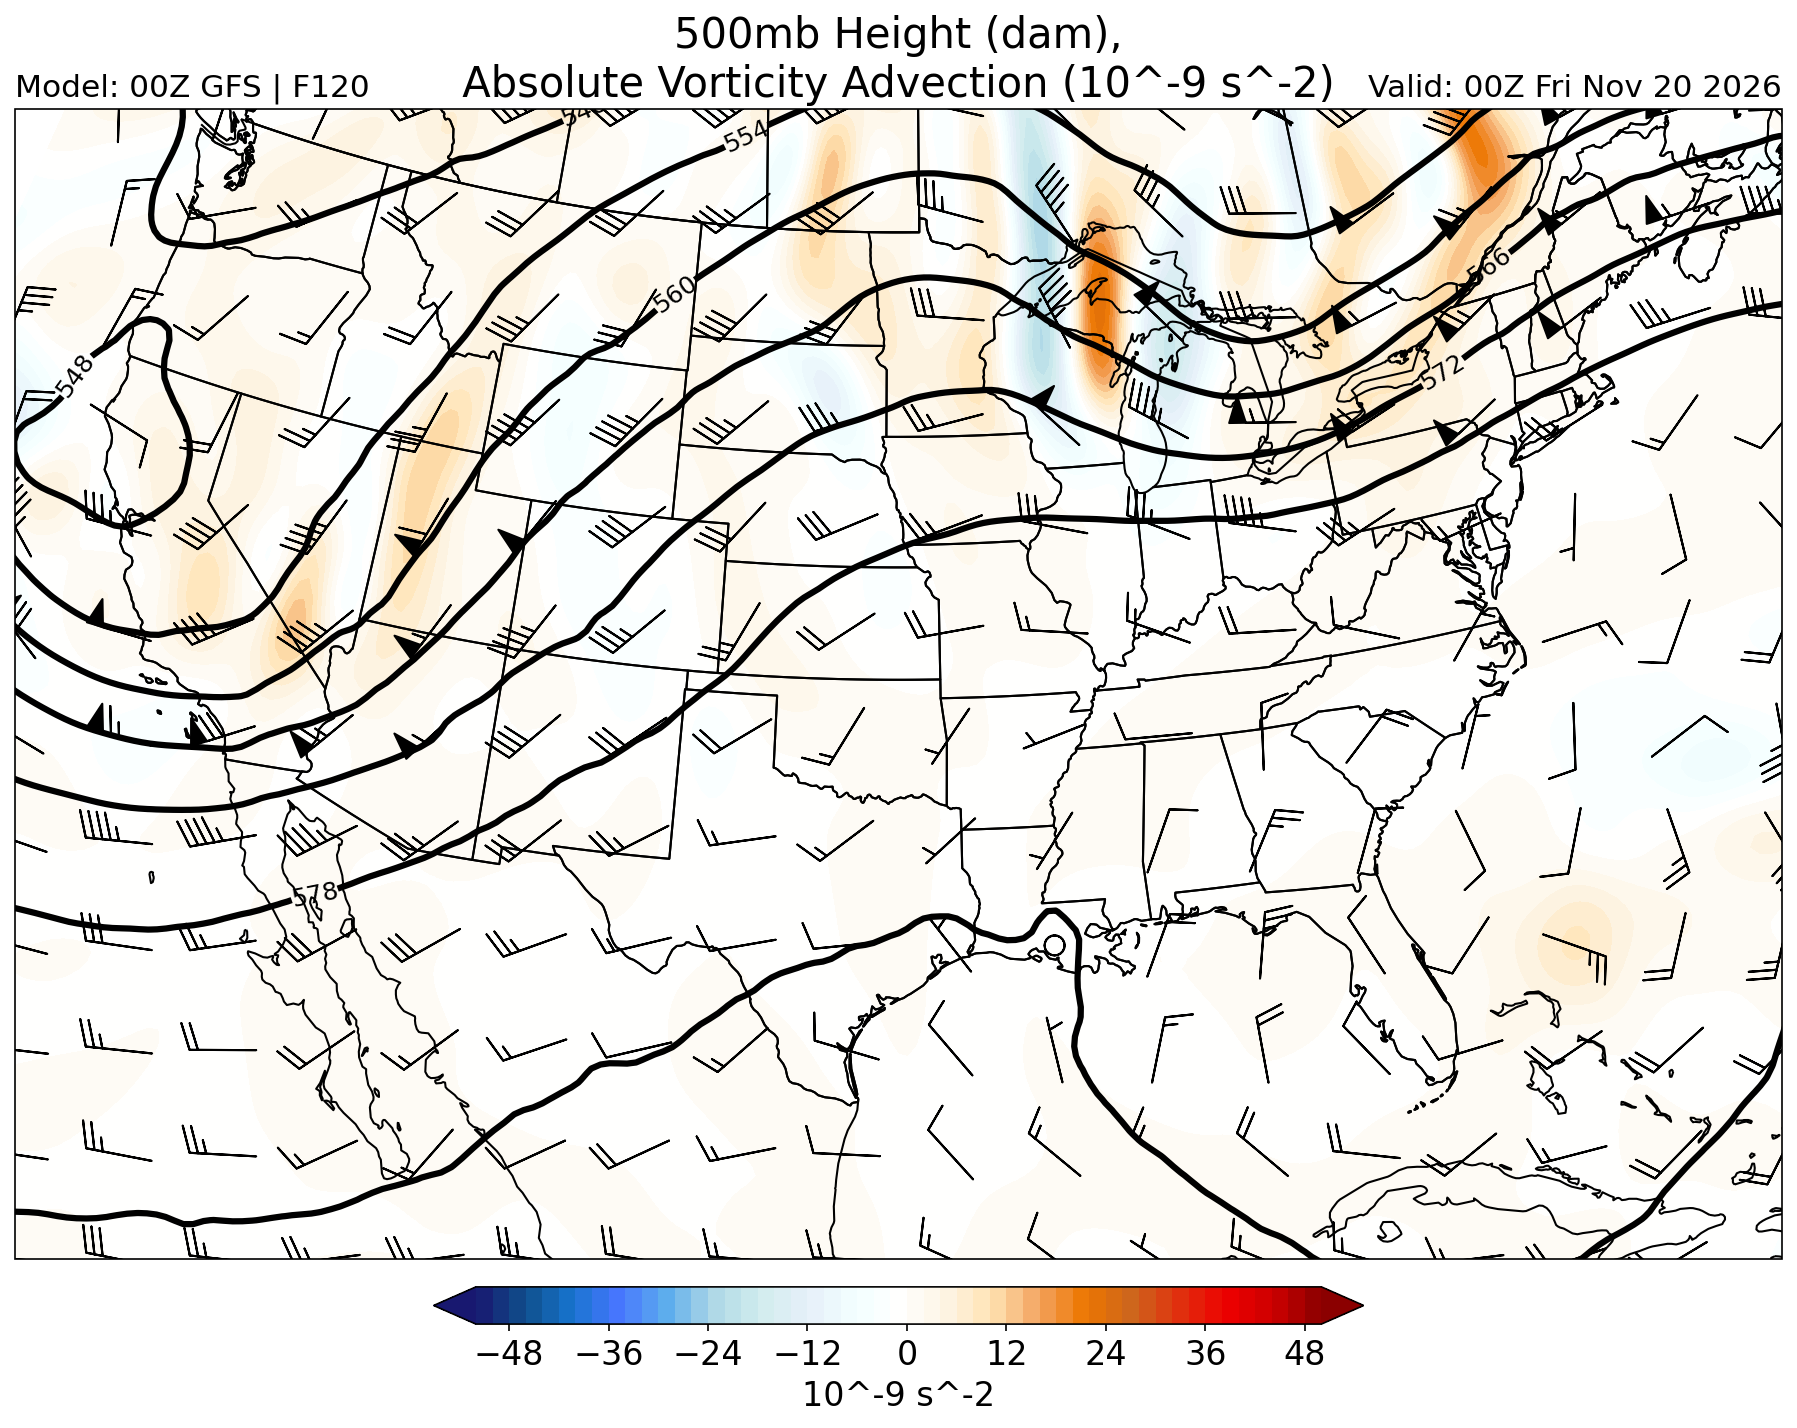 500mb Height (dam),
Absolute Vorticity Advection (10^-9 s^-2)
Model: 00Z GFS | F120
Valid: 00Z Fri Nov 20 2026
554
560
566
548
572
578
−48 −36 −24 −12 0 12 24 36 48
10^-9 s^-2